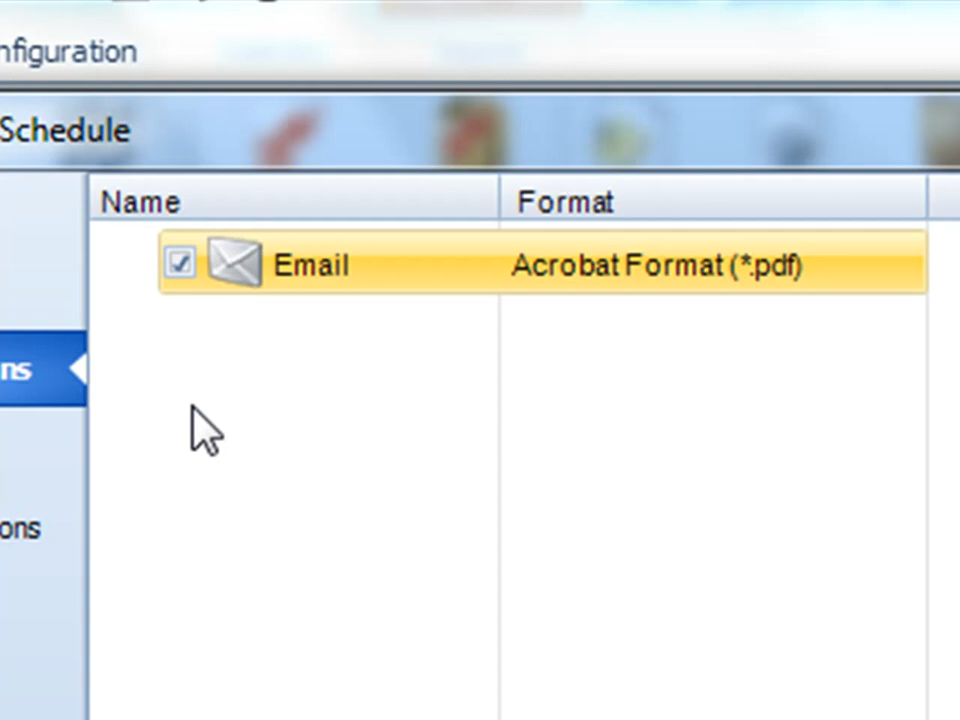 nfiguration
Schedule
Name Format
Email Acrobat Format (*.pdf)
ns
ons